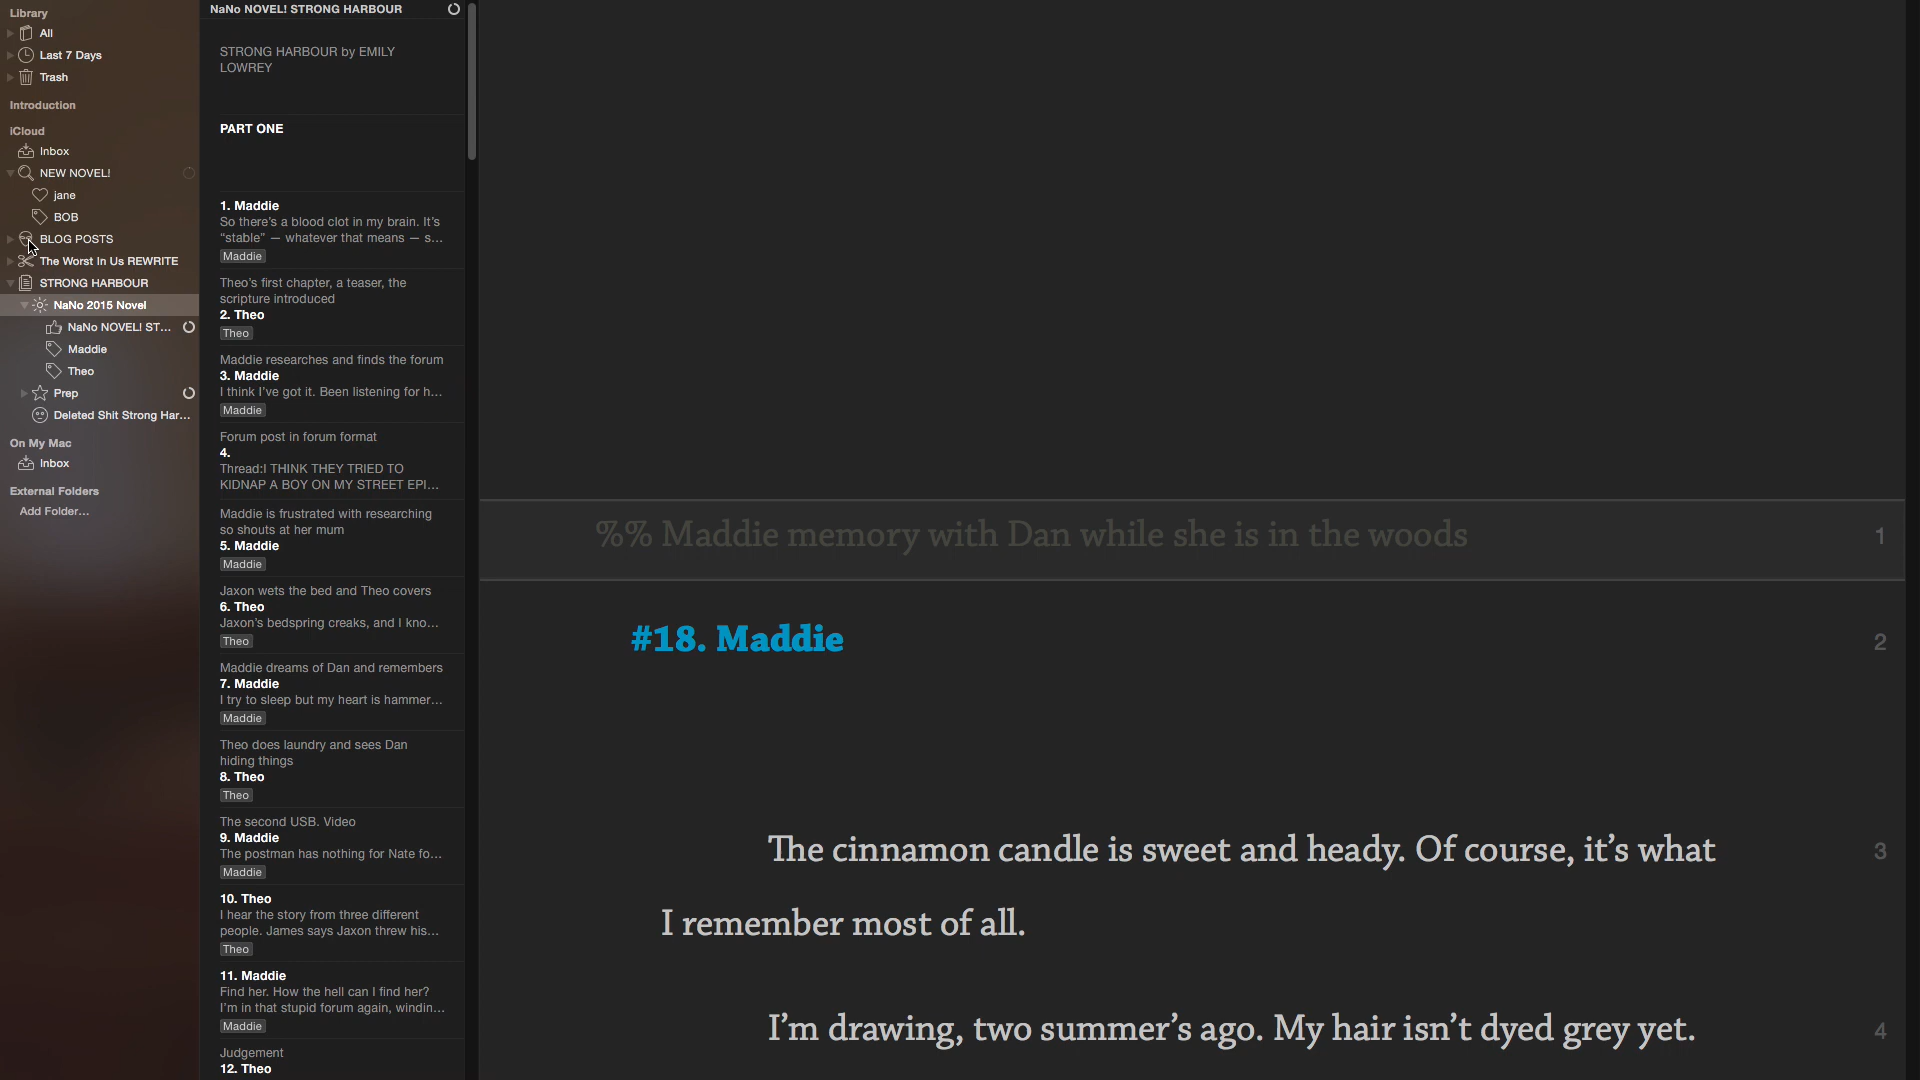 Library
All
Last 7 Days
Trash
Introduction
iCloud
Inbox
NEW NOVEL!
jane
BOB
BLOG POSTS
The Worst In Us REWRITE
STRONG HARBOUR
NaNo 2015 Novel
NaNo NOVEL! ST...
Maddie
Theo
Prep
Deleted Shit Strong Har...
On My Mac
Inbox
External Folders
Add Folder...
NaNo NOVEL! STRONG HARBOUR
STRONG HARBOUR by EMILY
LOWREY
PART ONE
1. Maddie
So there's a blood clot in my brain. It's
“stable” — whatever that means — s...
Maddie
Theo's first chapter, a teaser, the
scripture introduced
2. Theo
Theo
Maddie researches and finds the forum
3. Maddie
I think I've got it. Been listening for h...
Maddie
Forum post in forum format
4.
Thread:I THINK THEY TRIED TO
KIDNAP A BOY ON MY STREET EPI...
Maddie is frustrated with researching
so shouts at her mum
5. Maddie
Maddie
Jaxon wets the bed and Theo covers
6. Theo
Jaxon's bedspring creaks, and I kno...
Theo
Maddie dreams of Dan and remembers
7. Maddie
I try to sleep but my heart is hammer...
Maddie
Theo does laundry and sees Dan
hiding things
8. Theo
Theo
The second USB. Video
9. Maddie
The postman has nothing for Nate fo...
Maddie
10. Theo
I hear the story from three different
people. James says Jaxon threw his...
Theo
11. Maddie
Find her. How the hell can I find her?
I'm in that stupid forum again, windin...
Maddie
Judgement
12. Theo
%% Maddie memory with Dan while she is in the woods 1
#18. Maddie 2
The cinnamon candle is sweet and heady. Of course, it's what 3
I remember most of all.
I'm drawing, two summer's ago. My hair isn't dyed grey yet. 4